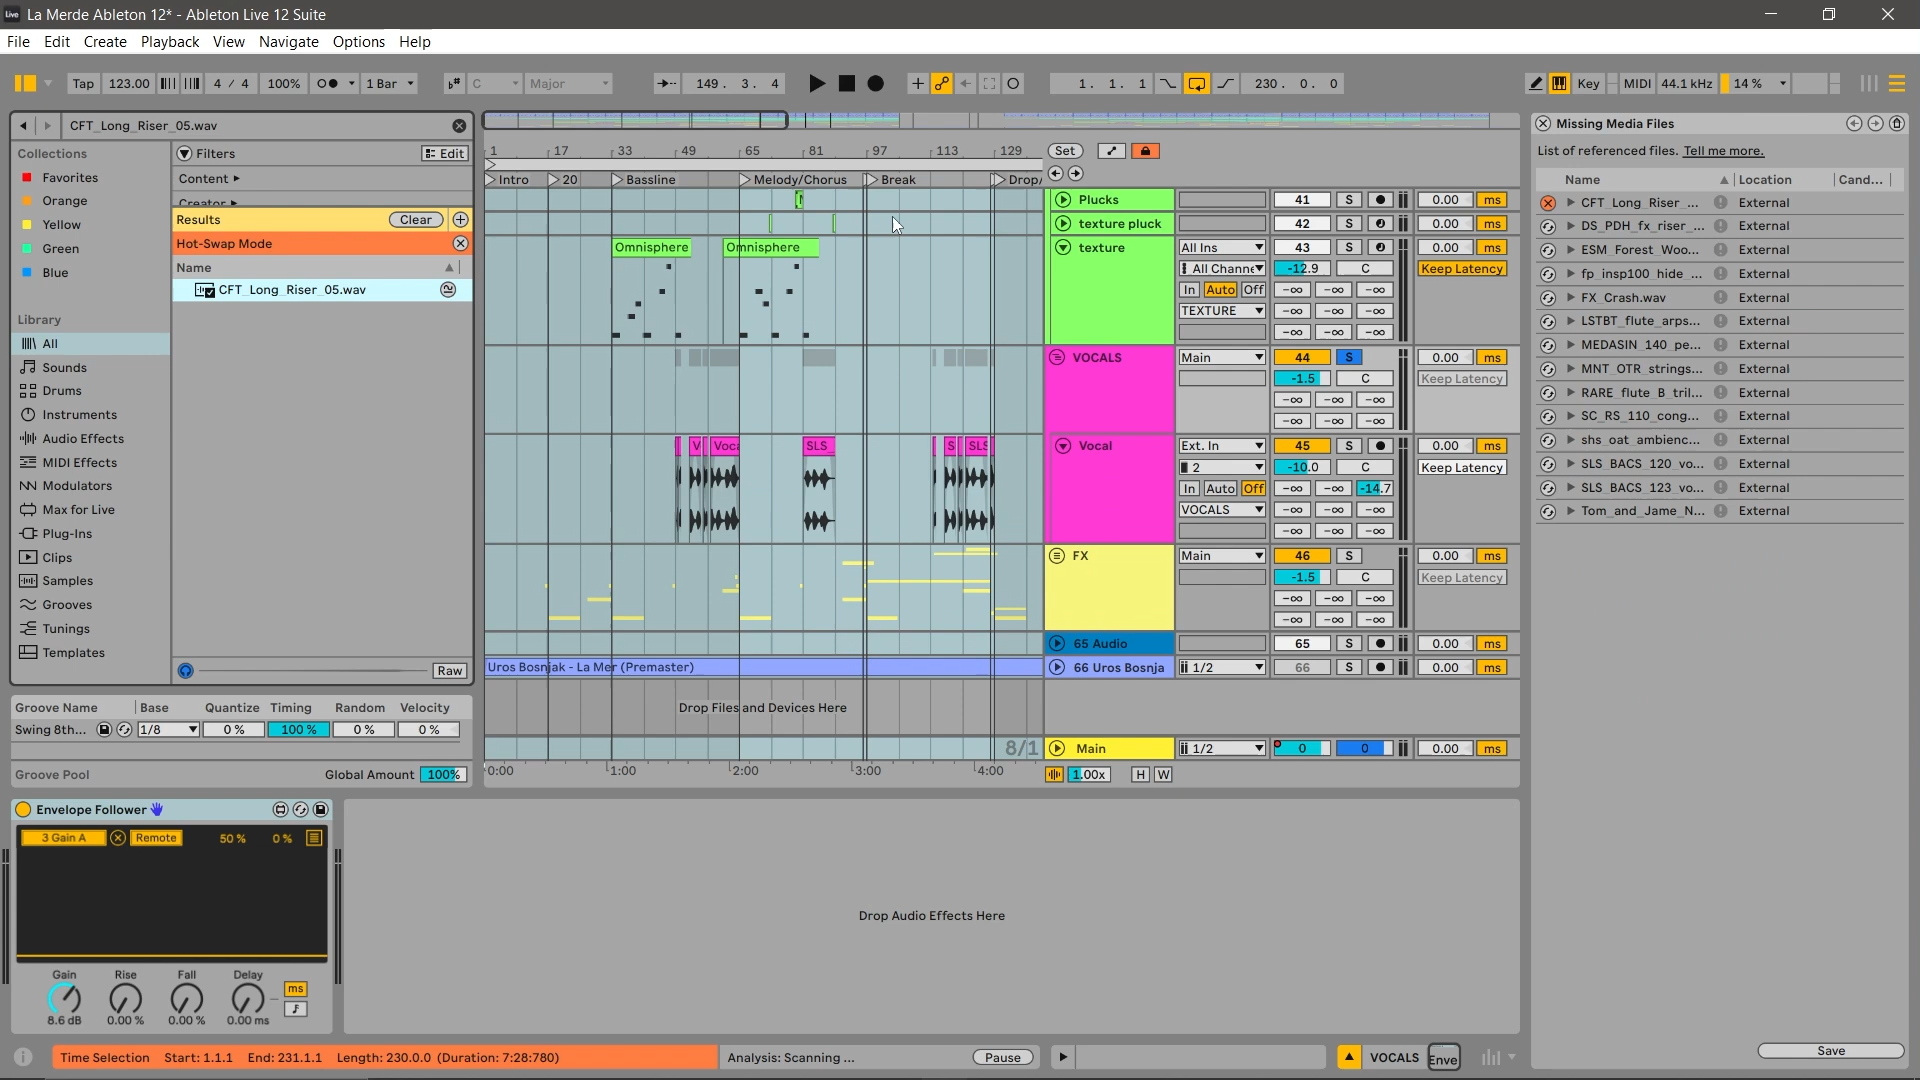 La Merde Ableton 12* - Ableton Live 12 Suite
File Edit Create Playback View Navigate Options Help
Tap 123.00 4 / 4 100% 1 Bar C Major 149. 3. 4 1. 1. 1 230. 0. 0 Key MIDI 44.1 kHz 14 %
CFT_Long_Riser_05.wav
Collections
Favorites
Orange
Yellow
Green
Blue
Library
All
Sounds
Drums
Instruments
Audio Effects
MIDI Effects
Modulators
Max for Live
Plug-Ins
Clips
Samples
Grooves
Tunings
Templates
Filters Edit
Content
Creator
Results Clear
Hot-Swap Mode
Name
CFT_Long_Riser_05.wav
Raw
Groove Name Base Quantize Timing Random Velocity
Swing 8th... 1/8 0 % 100 % 0 % 0 %
Groove Pool Global Amount 100%
1 17 33 49 65 81 97 113 129
Set
Intro 20 Bassline Melody/Chorus Break Drop/
Omnisphere Omnisphere
V Voca SLS_ S SLS
Uros Bosnjak - La Mer (Premaster)
Drop Files and Devices Here
8/1
0:00 1:00 2:00 3:00 4:00
Plucks 41 S 0.00 ms
texture pluck 42 S 0.00 ms
texture All Ins 43 S 0.00 ms
All Channe -12.9 C Keep Latency
In Auto Off -∞ -∞ -∞
TEXTURE -∞ -∞ -∞
-∞ -∞ -∞
VOCALS Main 44 S 0.00 ms
-1.5 C Keep Latency
-∞ -∞ -∞
-∞ -∞ -∞
Vocal Ext. In 45 S 0.00 ms
2 -10.0 C Keep Latency
In Auto Off -∞ -∞ -14.7
VOCALS -∞ -∞ -∞
-∞ -∞ -∞
FX Main 46 S 0.00 ms
-1.5 C Keep Latency
-∞ -∞ -∞
-∞ -∞ -∞
65 Audio 65 S 0.00 ms
66 Uros Bosnja 1/2 66 S 0.00 ms
Main 1/2 0 0 0.00 ms
1.00x H W
Missing Media Files
List of referenced files. Tell me more.
Name Location Cand...
CFT_Long_Riser_... External
DS_PDH_fx_riser_... External
ESM_Forest_Woo... External
fp_insp100_hide_... External
FX_Crash.wav External
LSTBT_flute_arps... External
MEDASIN_140_pe... External
MNT_OTR_strings... External
RARE_flute_B_tril... External
SC_RS_110_cong... External
shs_oat_ambienc... External
SLS_BACS_120_vo... External
SLS_BACS_123_vo... External
Tom_and_Jame_N... External
Save
Envelope Follower
3 Gain A Remote 50 % 0 %
Gain Rise Fall Delay
ms
8.6 dB 0.00 % 0.00 % 0.00 ms
Drop Audio Effects Here
Time Selection Start: 1.1.1 End: 231.1.1 Length: 230.0.0 (Duration: 7:28:780)
Analysis: Scanning ... Pause
VOCALS Enve